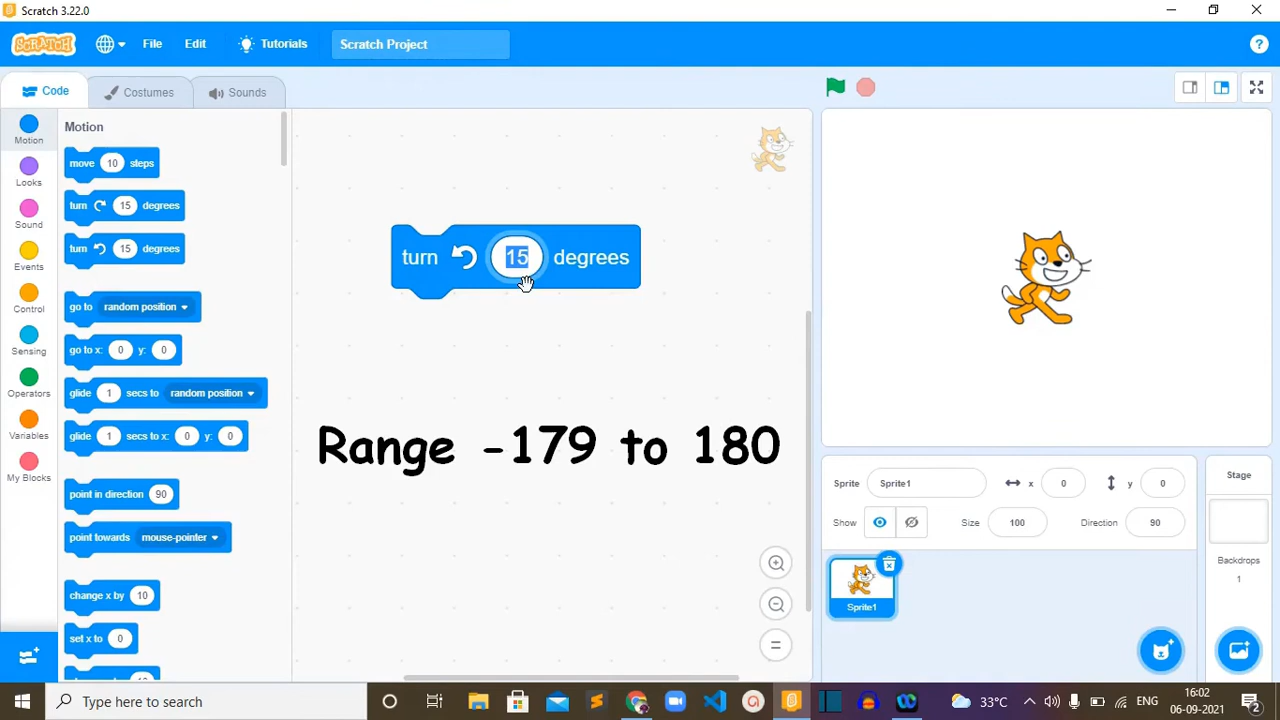 Scratch 3.22.0
SCRATCH File Edit Tutorials Scratch Project ?
Code Costumes Sounds
Motion
Looks
Sound
Events
Control
Sensing
Operators
Variables
My Blocks
Motion
move 10 steps
turn 15 degrees
turn 15 degrees
go to random position
go to x: 0 y: 0
glide 1 secs to random position
glide 1 secs to x: 0 y: 0
point in direction 90
point towards mouse-pointer
change x by 10
set x to 0
turn 15 degrees
Range -179 to 180
Sprite Sprite1 x 0 y 0
Show Size 100 Direction 90
Sprite1
Stage
Backdrops
1
Type here to search
33°C ENG 16:02
06-09-2021
2